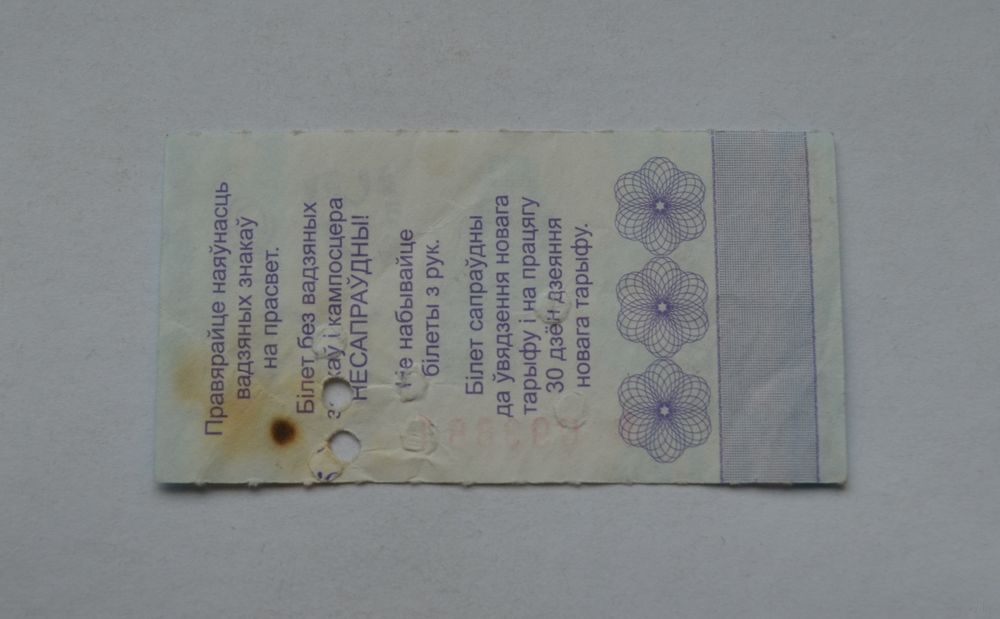 Правярайце наяўнасць
вадзяных знакаў
на прасвет.
Білет без вадзяных
і кампосцера
НЕСАПРАЎДНЫ!
Не набывайце
білеты з рук.
Білет сапраўдны
да ўвядзення новага
тарыфу і на працягу
30 дзён дзеяння
новага тарыфу.